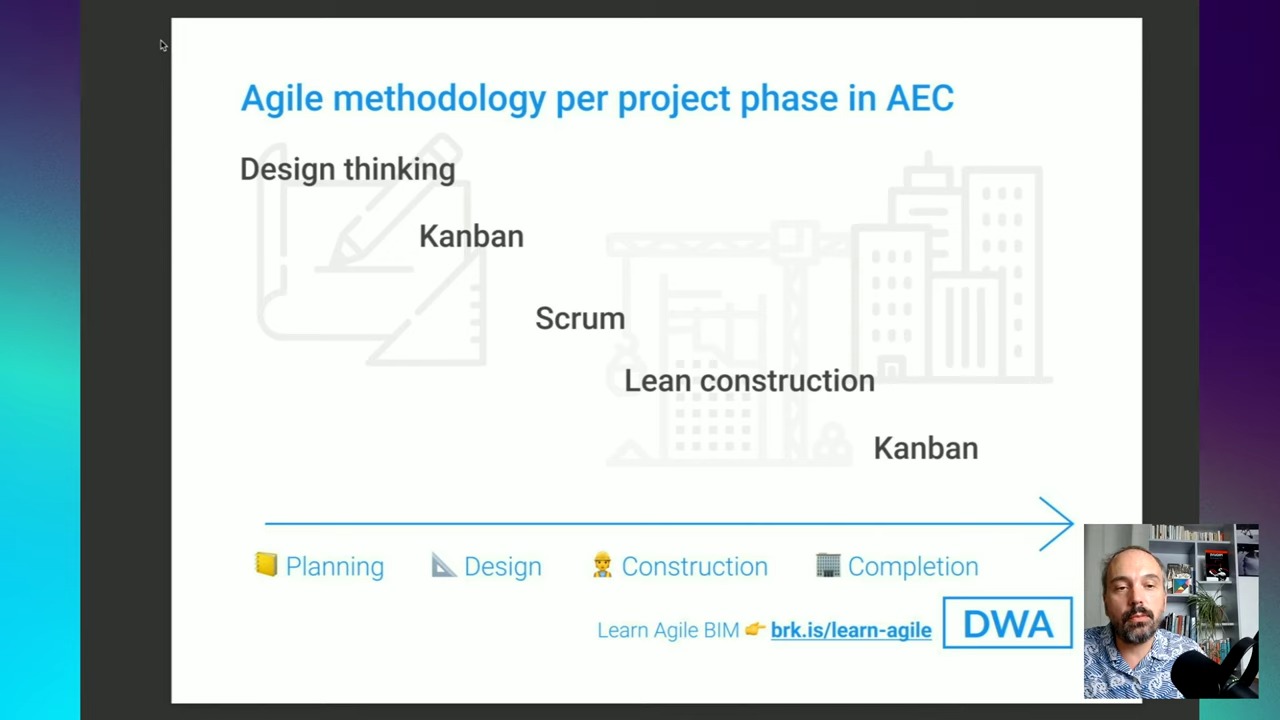 Agile methodology per project phase in AEC
Design thinking
Kanban
Scrum
Lean construction
Kanban
Planning
Design
Construction
Completion
Learn Agile BIM 👉 brk.is/learn-agile
DWA